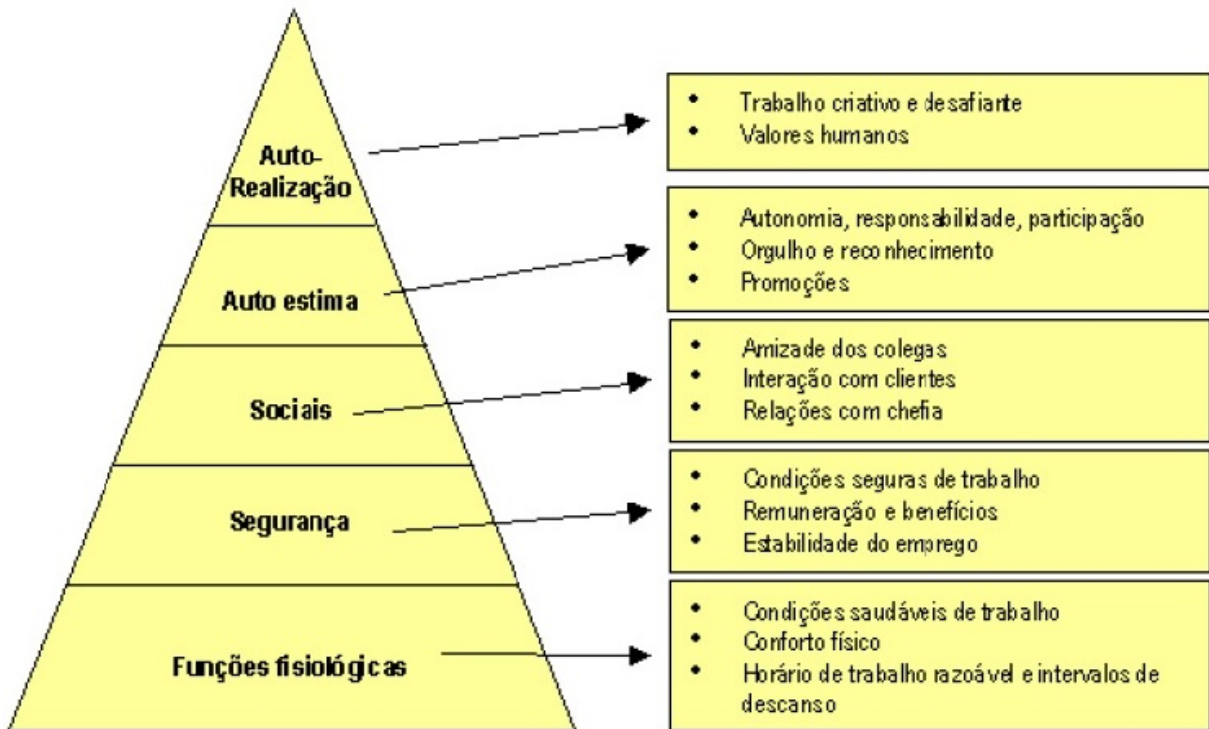 Auto-
Realização
• Trabalho criativo e desafiante
• Valores humanos
Auto estima
• Autonomia, responsabilidade, participação
• Orgulho e reconhecimento
• Promoções
Sociais
• Amizade dos colegas
• Interação com clientes
• Relações com chefia
Segurança
• Condições seguras de trabalho
• Remuneração e benefícios
• Estabilidade do emprego
Funções fisiológicas
• Condições saudáveis de trabalho
• Conforto físico
• Horário de trabalho razoável e intervalos de
descanso